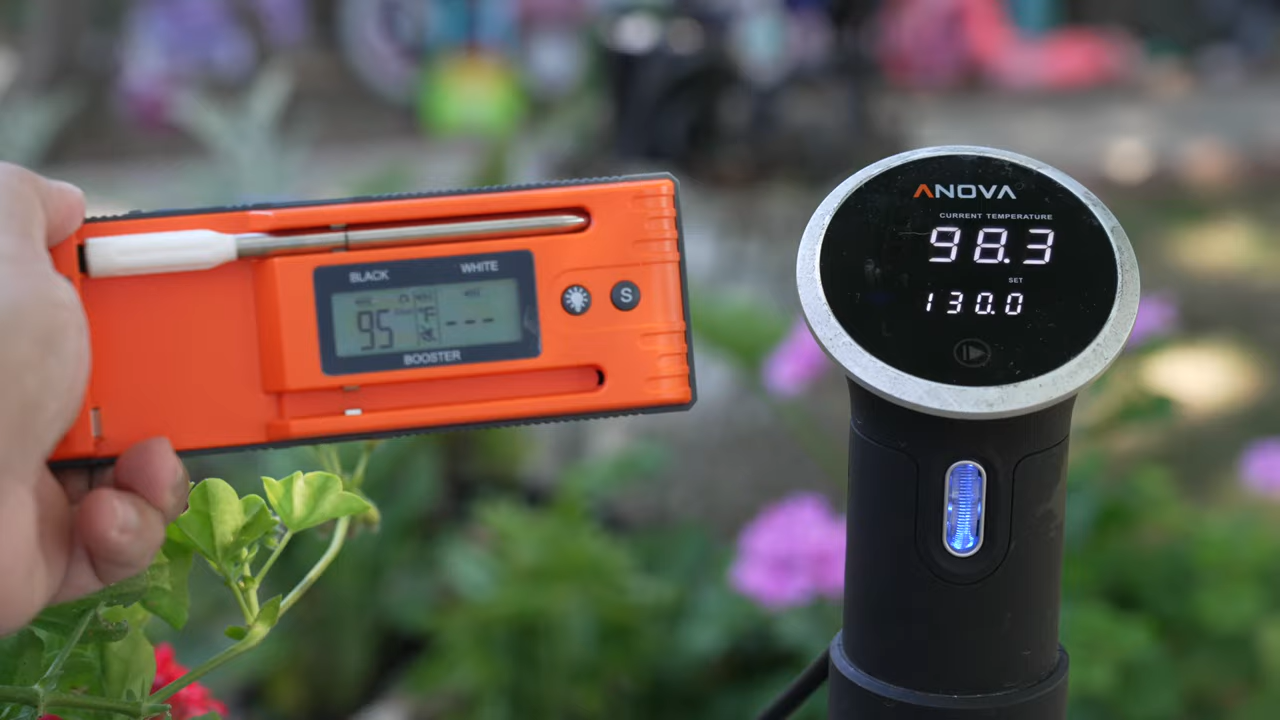 BLACK
WHITE
95
°F
---
BOOSTER
S
ANOVA
CURRENT TEMPERATURE
98.3
SET
130.0